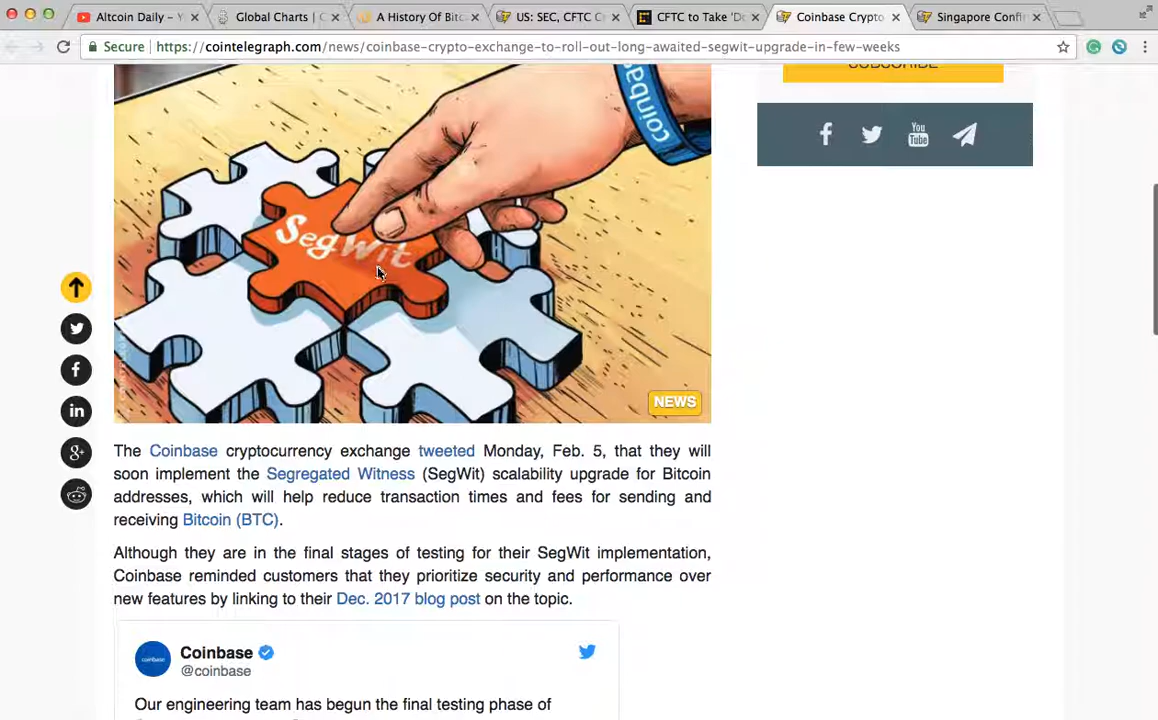 Altcoin Daily – Y
Global Charts | C
A History Of Bitc
US: SEC, CFTC C
CFTC to Take 'D
Coinbase Crypto
Singapore Confi
Secure
https://cointelegraph.com/news/coinbase-crypto-exchange-to-roll-out-long-awaited-segwit-upgrade-in-few-weeks
SUBSCRIBE
coinbase
You
Tube
SegWit
NEWS
The Coinbase cryptocurrency exchange tweeted Monday, Feb. 5, that they will
soon implement the Segregated Witness (SegWit) scalability upgrade for Bitcoin
addresses, which will help reduce transaction times and fees for sending and
receiving Bitcoin (BTC).
Although they are in the final stages of testing for their SegWit implementation,
Coinbase reminded customers that they prioritize security and performance over
new features by linking to their Dec. 2017 blog post on the topic.
Coinbase
@coinbase
Our engineering team has begun the final testing phase of